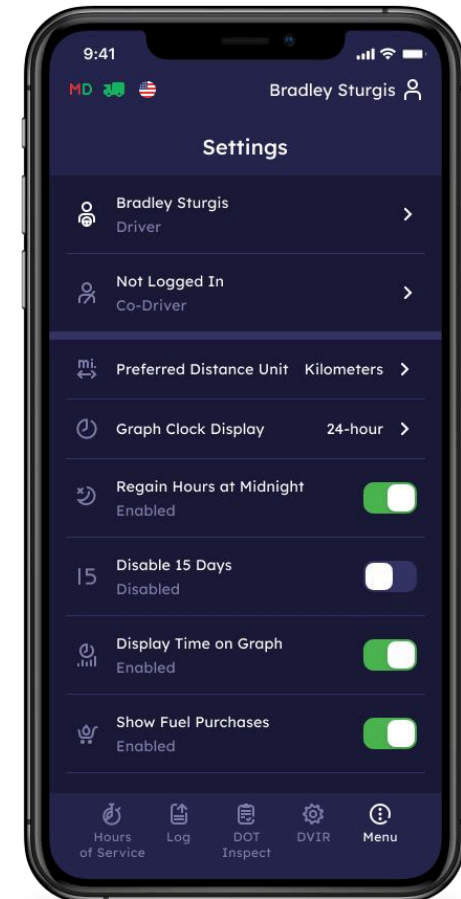 9:41
MD Bradley Sturgis
Settings
Bradley Sturgis
Driver
Not Logged In
Co-Driver
mi.
Preferred Distance Unit Kilometers
Graph Clock Display 24-hour
Regain Hours at Midnight
Enabled
15
Disable 15 Days
Disabled
Display Time on Graph
Enabled
Show Fuel Purchases
Enabled
Hours
of Service
Log
DOT
Inspect
DVIR
Menu